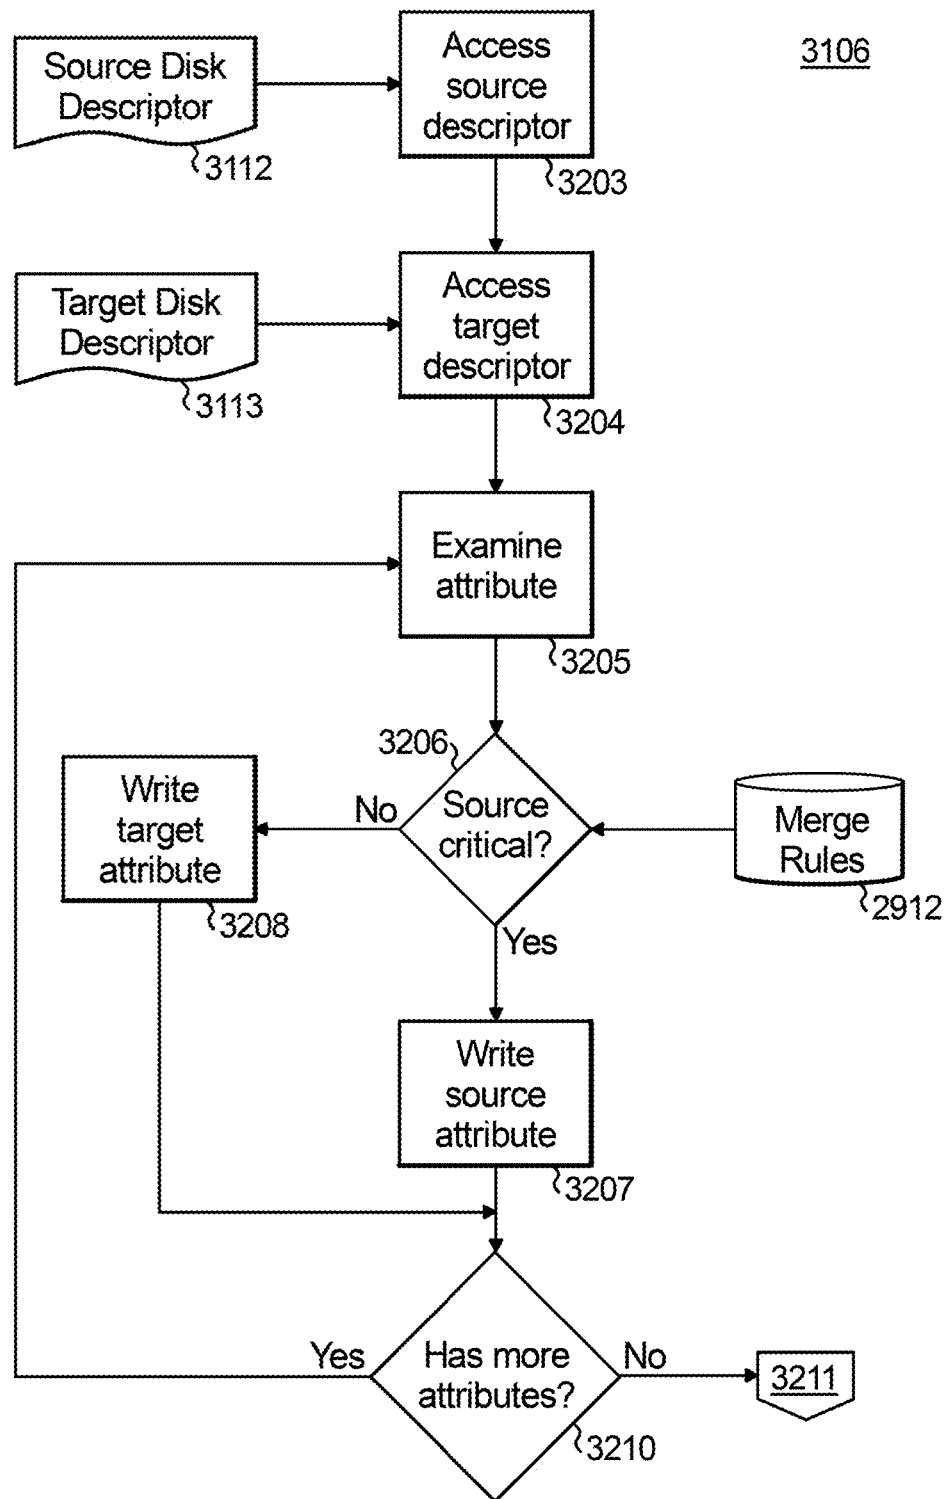 3106
Source Disk
Descriptor
3112
Access
source
descriptor
3203
Target Disk
Descriptor
3113
Access
target
descriptor
3204
Examine
attribute
3205
3206
Source
critical?
No
Yes
Write
target
attribute
3208
Merge
Rules
2912
Write
source
attribute
3207
Has more
attributes?
Yes
No
3210
3211